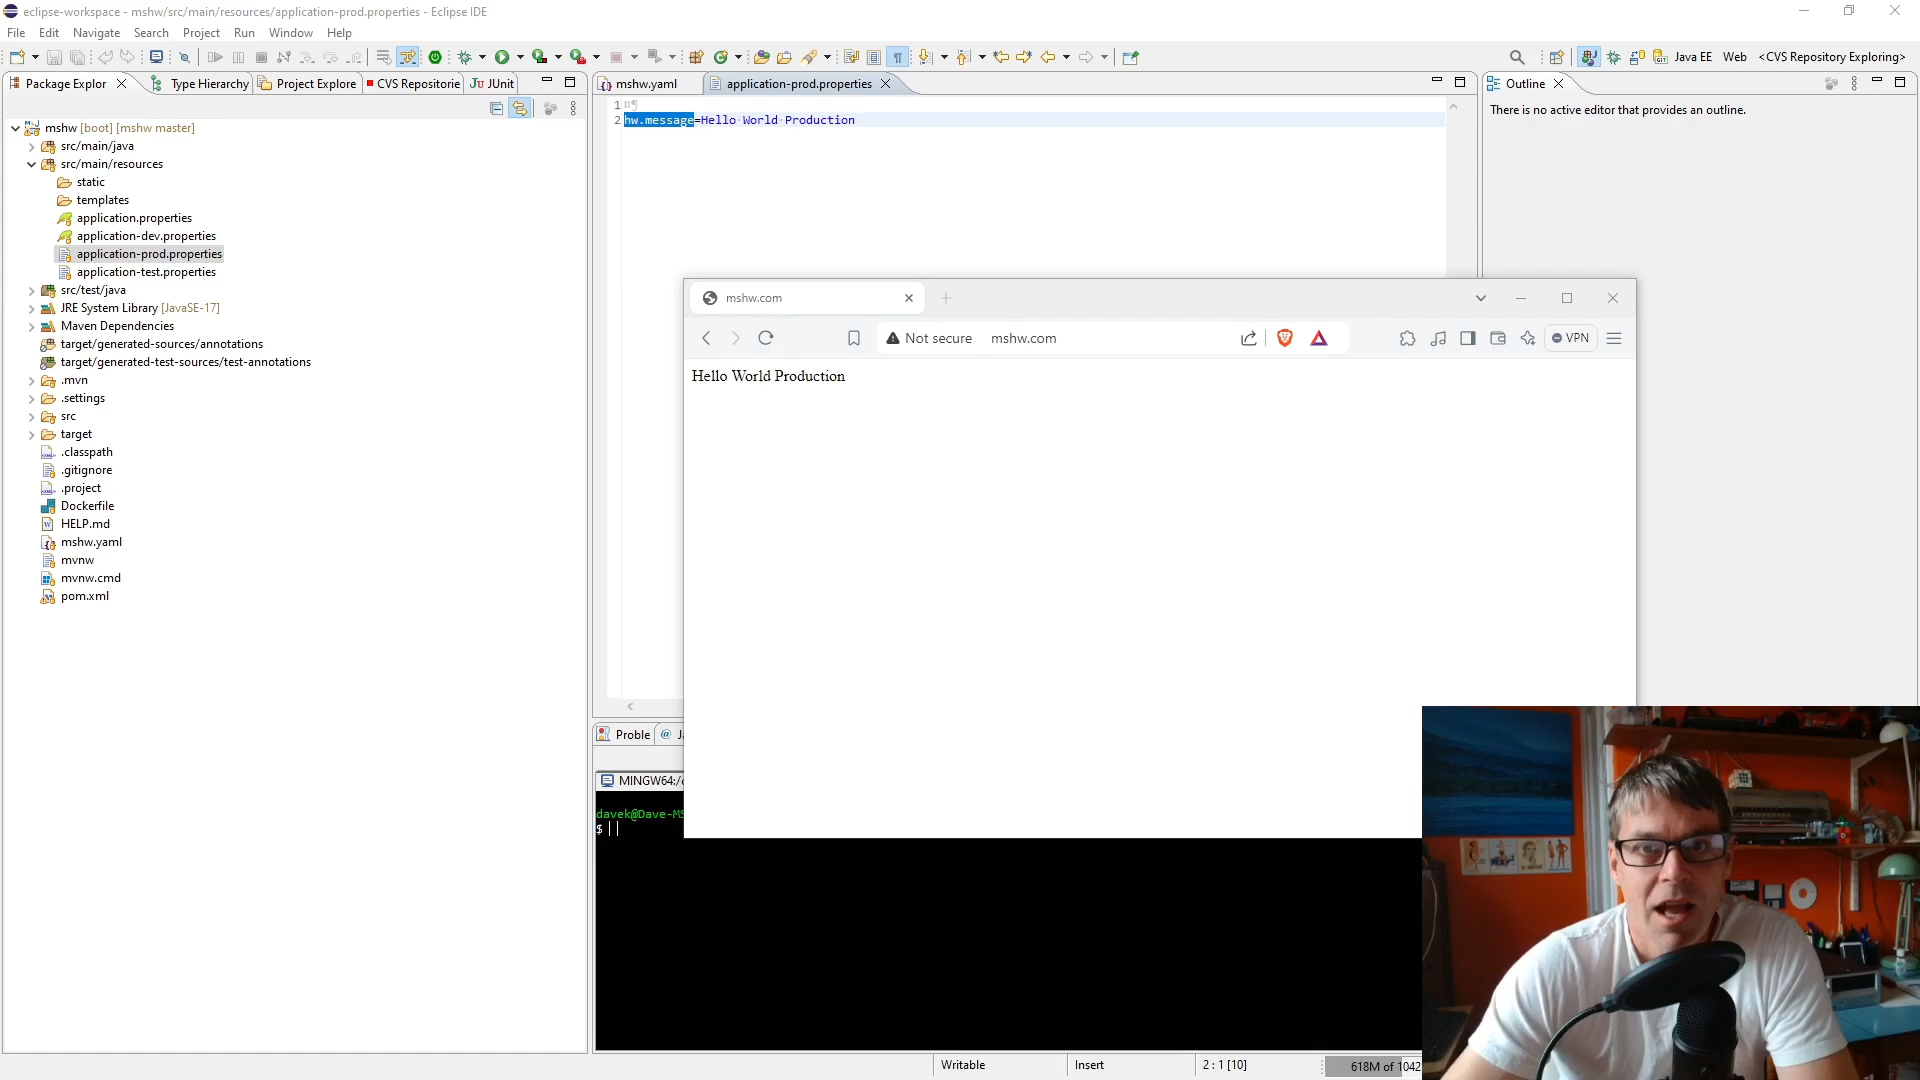 eclipse-workspace - mshw/src/main/resources/application-prod.properties - Eclipse IDE
File Edit Navigate Search Project Run Window Help
Java EE Web <CVS Repository Exploring>
Package Explor Type Hierarchy Project Explore CVS Repositorie JUnit
mshw.yaml application-prod.properties
Outline
There is no active editor that provides an outline.
1
2 hw.message=Hello World Production
mshw [boot] [mshw master]
src/main/java
src/main/resources
static
templates
application.properties
application-dev.properties
application-prod.properties
application-test.properties
src/test/java
JRE System Library [JavaSE-17]
Maven Dependencies
target/generated-sources/annotations
target/generated-test-sources/test-annotations
.mvn
.settings
src
target
.classpath
.gitignore
.project
Dockerfile
HELP.md
mshw.yaml
mvnw
mvnw.cmd
pom.xml
mshw.com
Not secure mshw.com
VPN
Hello World Production
Proble
MINGW64:/
davek@Dave-MS
$
Writable Insert 2 : 1 [10] 618M of 1042